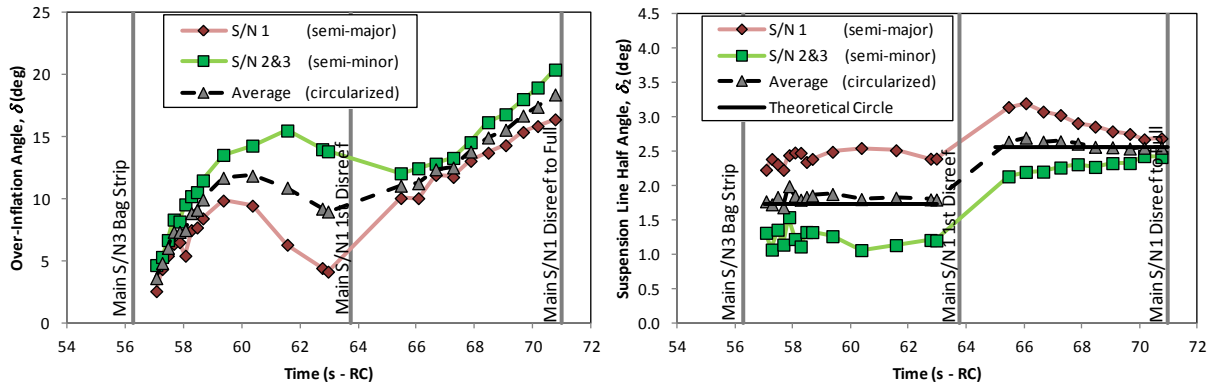 S/N 1 (semi-major)
S/N 2&3 (semi-minor)
Average (circularized)
Over-Inflation Angle, δ (deg)
25
20
15
10
5
0
Main S/N3 Bag Strip
Main S/N1 1st Disreef
Main S/N1 Disreef to Full
54 56 58 60 62 64 66 68 70 72
Time (s - RC)
S/N 1 (semi-major)
S/N 2&3 (semi-minor)
Average (circularized)
Theoretical Circle
Suspension Line Half Angle, δ2 (deg)
4.5
4.0
3.5
3.0
2.5
2.0
1.5
1.0
0.5
0.0
Main S/N3 Bag Strip
Main S/N1 1st Disreef
Main S/N1 Disreef to Full
54 56 58 60 62 64 66 68 70 72
Time (s - RC)